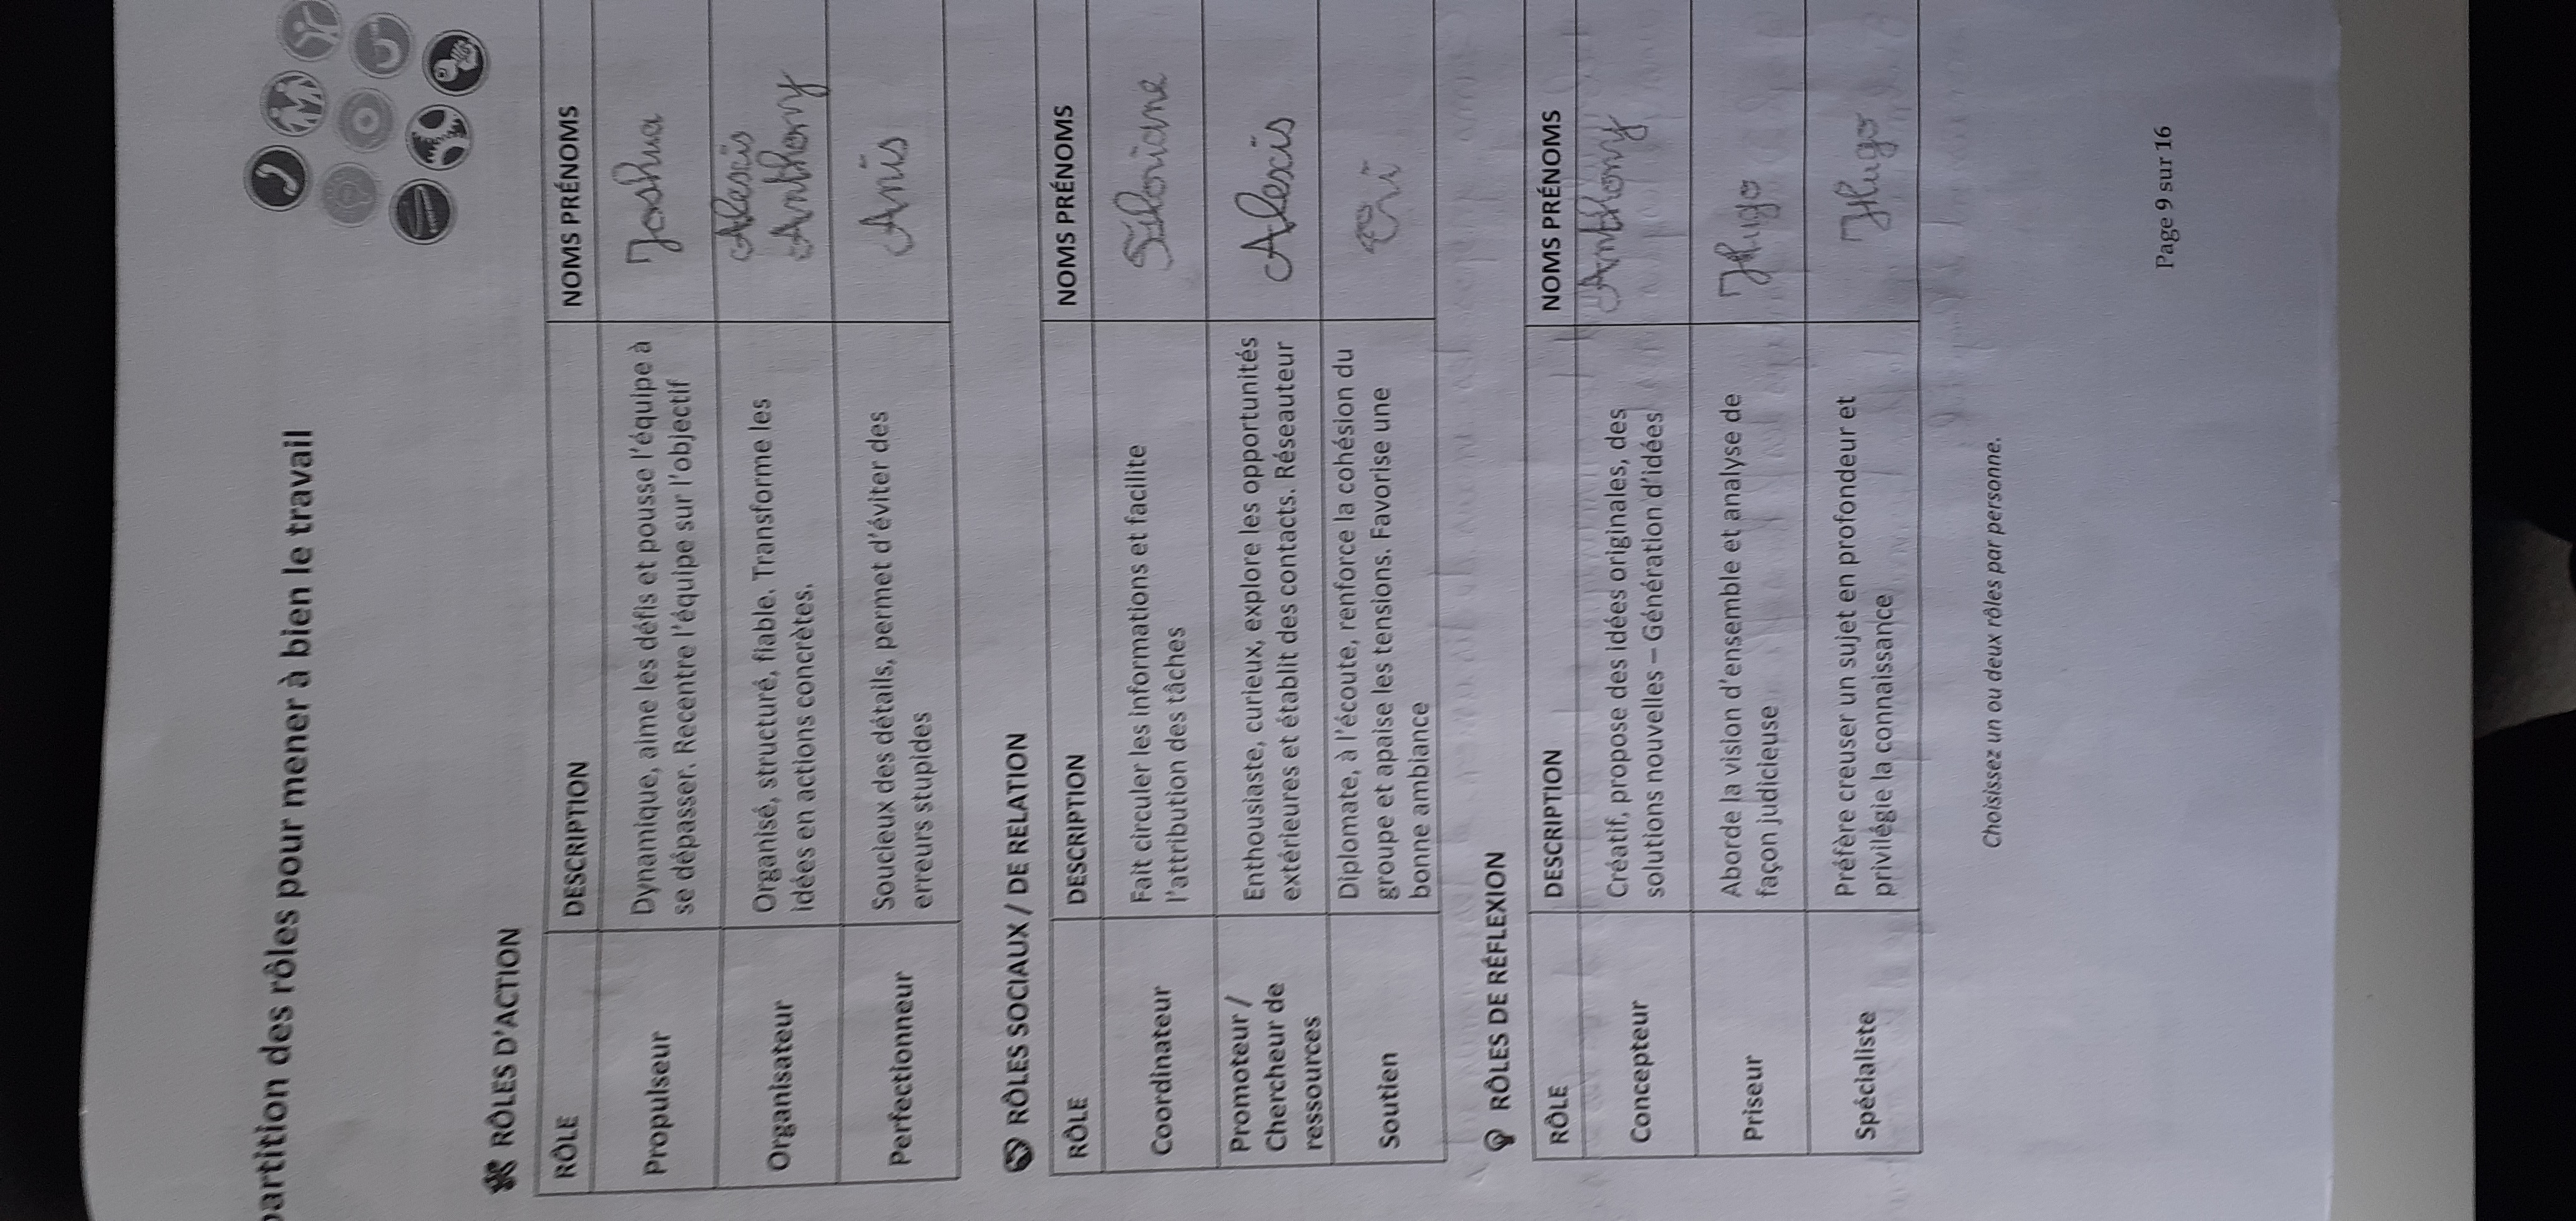 partition des rôles pour mener à bien le travail
RÔLES D'ACTION
RÔLE DESCRIPTION NOMS PRÉNOMS
Propulseur
Dynamique, aime les défis et pousse l'équipe à
se dépasser. Recentre l'équipe sur l'objectif
Joshua
Organisateur
Organisé, structuré, fiable. Transforme les
idées en actions concrètes.
Alexis
Anthony
Perfectionneur
Soucieux des détails, permet d'éviter des
erreurs stupides
Anis
RÔLES SOCIAUX / DE RELATION
RÔLE DESCRIPTION NOMS PRÉNOMS
Coordinateur
Fait circuler les informations et facilite
l'attribution des tâches
Floriane
Promoteur /
Chercheur de
ressources
Enthousiaste, curieux, explore les opportunités
extérieures et établit des contacts. Réseauteur
Alexis
Soutien
Diplomate, à l'écoute, renforce la cohésion du
groupe et apaise les tensions. Favorise une
bonne ambiance
RÔLES DE RÉFLEXION
RÔLE DESCRIPTION NOMS PRÉNOMS
Concepteur
Créatif, propose des idées originales, des
solutions nouvelles – Génération d'idées
Anthony
Priseur
Aborde la vision d'ensemble et analyse de
façon judicieuse
Hugo
Spécialiste
Préfère creuser un sujet en profondeur et
privilégie la connaissance
Hugo
Choisissez un ou deux rôles par personne.
Page 9 sur 16